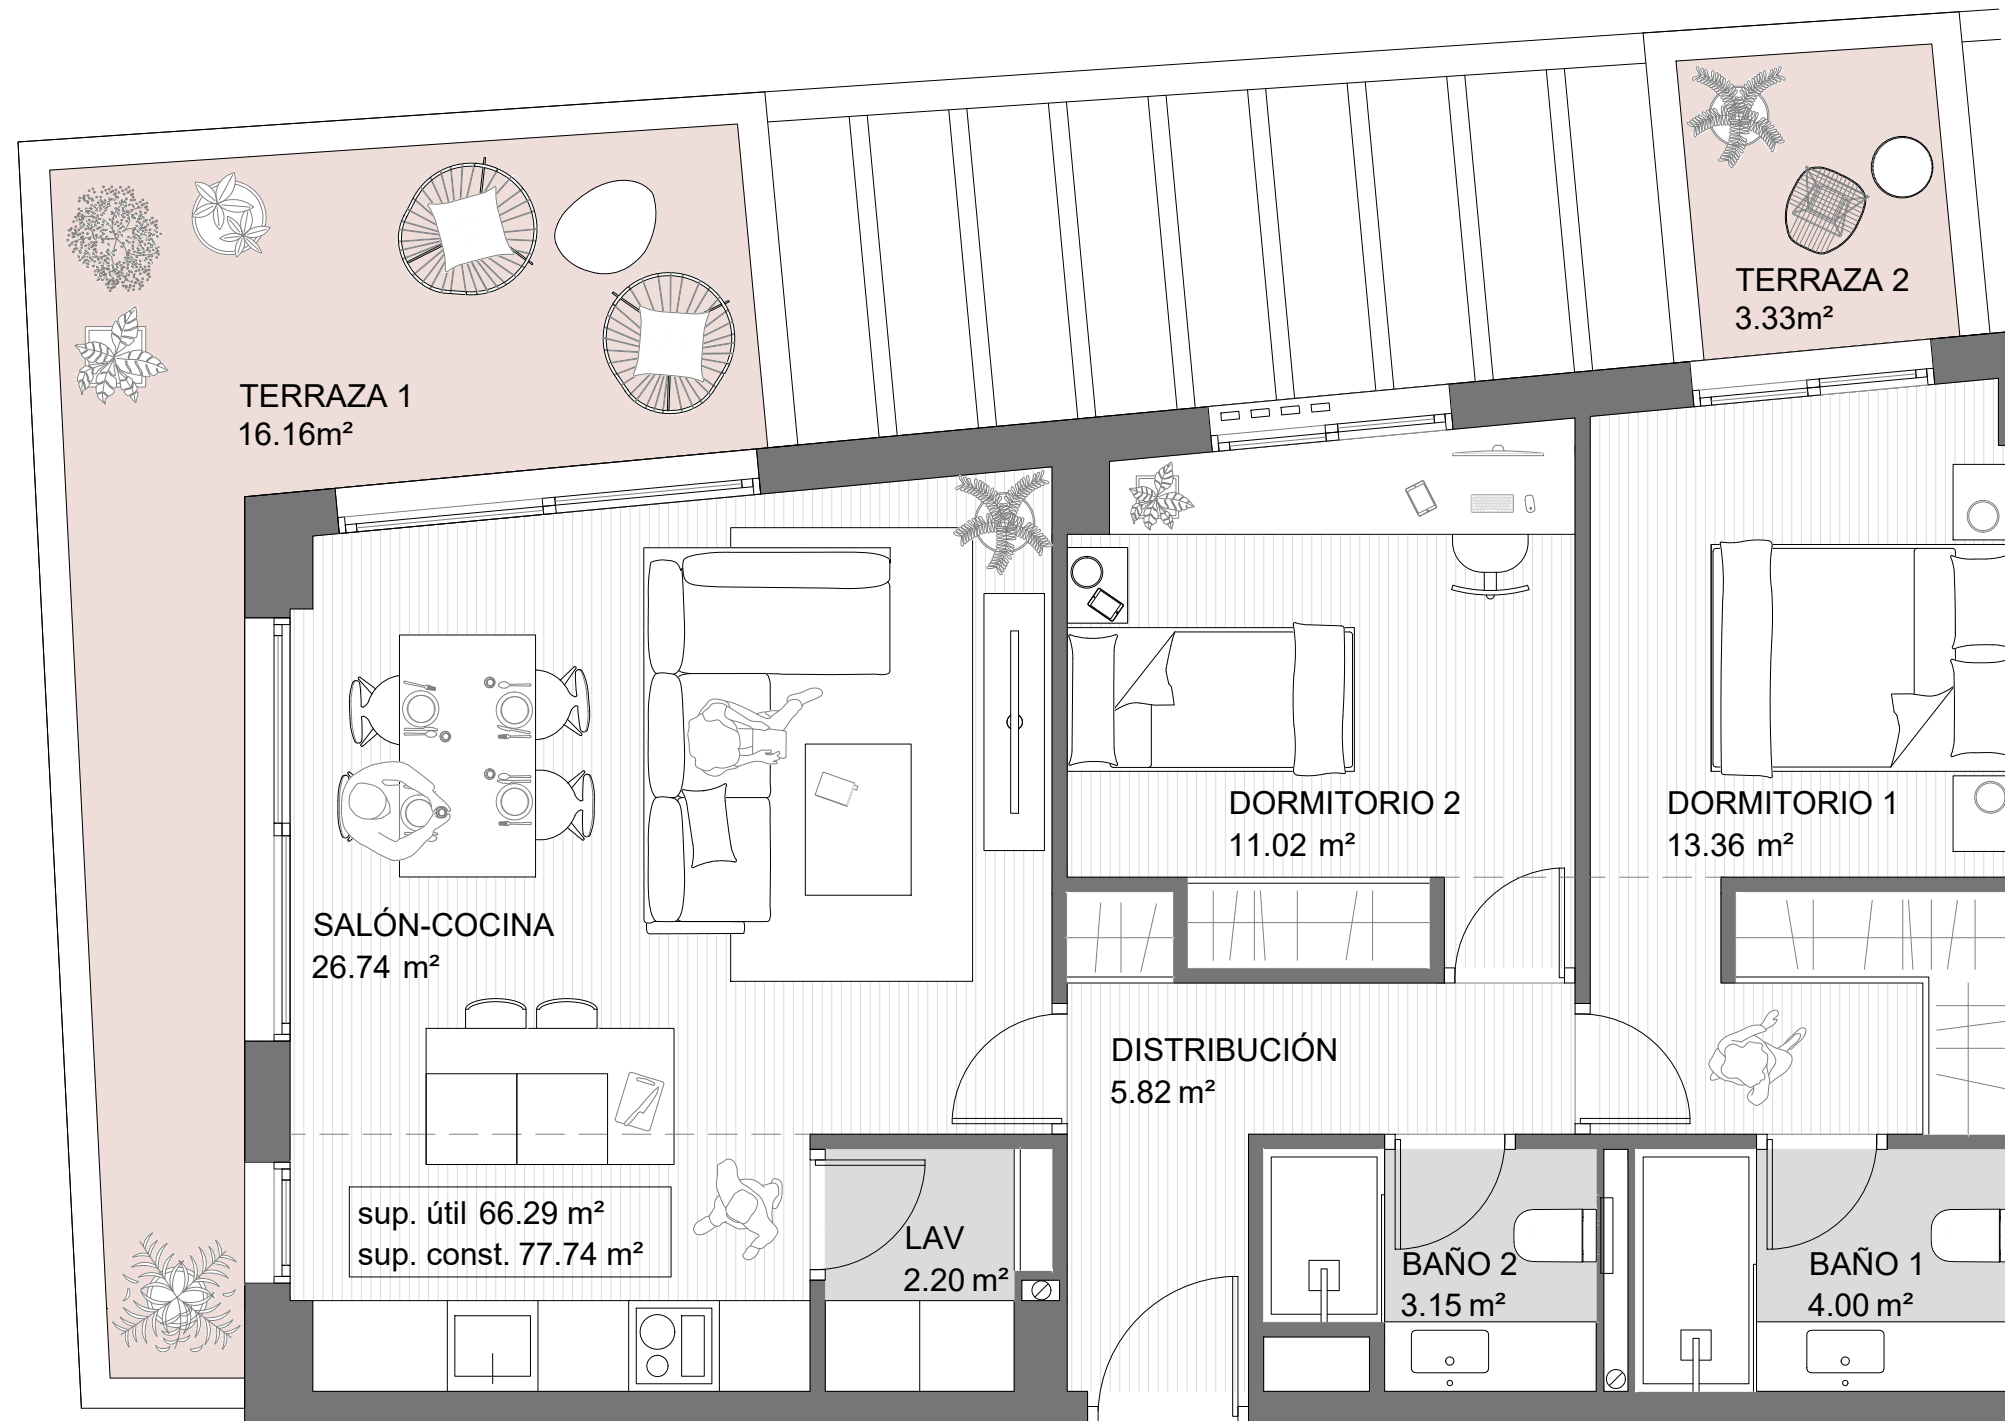 TERRAZA 2
3.33m²
TERRAZA 1
16.16m²
DORMITORIO 2
11.02 m²
DORMITORIO 1
13.36 m²
SALÓN-COCINA
26.74 m²
DISTRIBUCIÓN
5.82 m²
sup. útil 66.29 m²
sup. const. 77.74 m²
LAV
2.20 m²
BAÑO 2
3.15 m²
BAÑO 1
4.00 m²